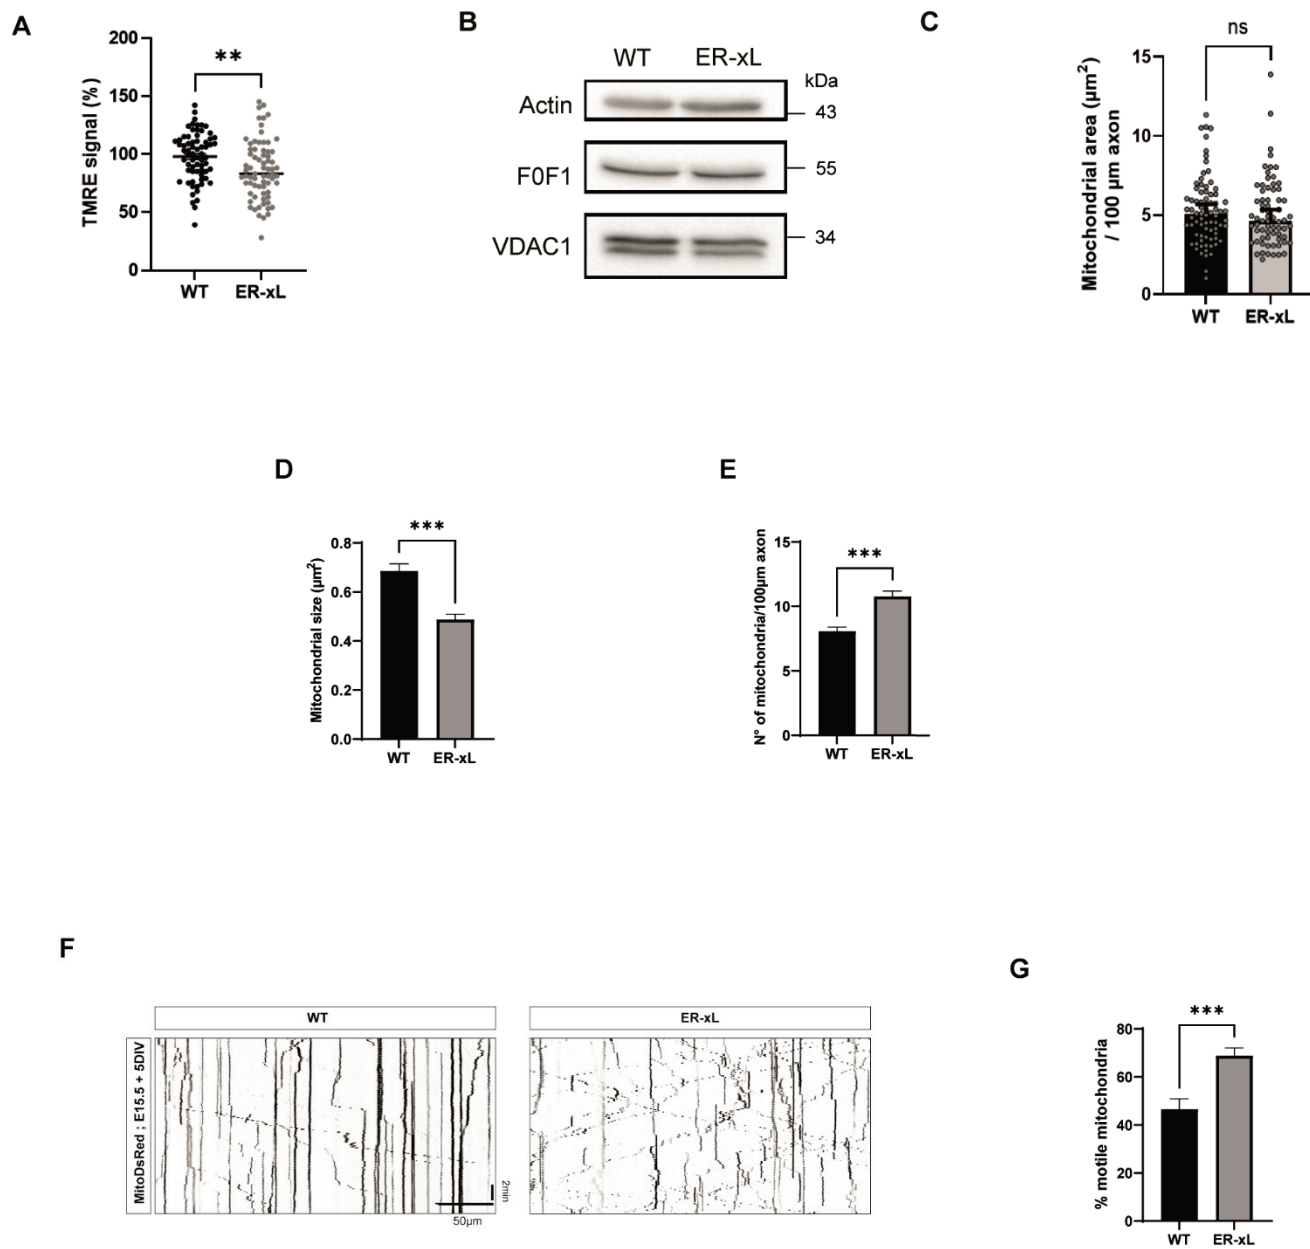 A
200
150
100
50
0
TMRE signal (%)
**
WT
ER-xL
B
WT
ER-xL
kDa
Actin
43
F0F1
55
VDAC1
34
C
ns
15
10
5
0
Mitochondrial area (µm²)
/ 100 µm axon
WT
ER-xL
D
***
0.8
0.6
0.4
0.2
0.0
Mitochondrial size (µm²)
WT
ER-xL
E
***
15
10
5
0
N° of mitochondria/100µm axon
WT
ER-xL
F
WT
ER-xL
MitoDsRed ; E15.5 + 5DIV
2min
50µm
G
***
80
60
40
20
0
% motile mitochondria
WT
ER-xL